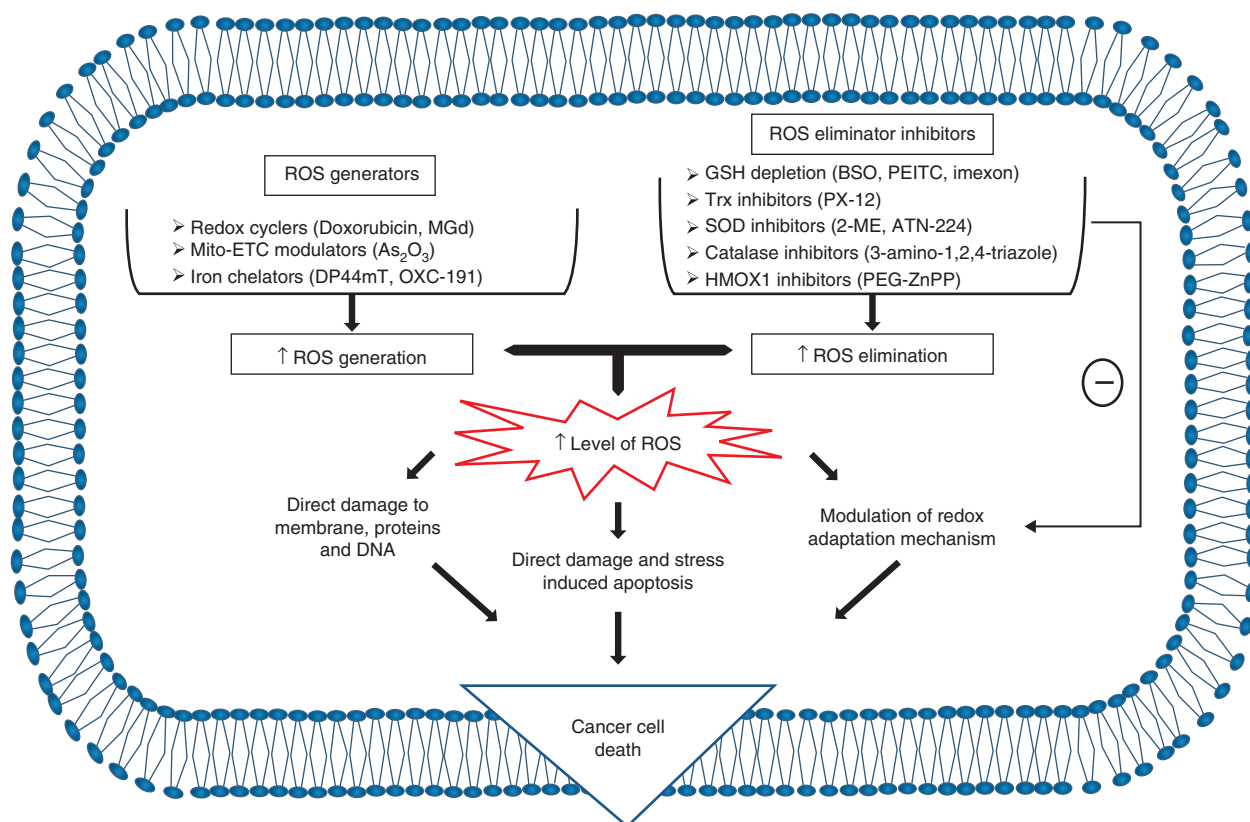 ROS generators
➢ Redox cyclers (Doxorubicin, MGd)
➢ Mito-ETC modulators (As₂O₃)
➢ Iron chelators (DP44mT, OXC-191)
↑ ROS generation
ROS eliminator inhibitors
➢ GSH depletion (BSO, PEITC, imexon)
➢ Trx inhibitors (PX-12)
➢ SOD inhibitors (2-ME, ATN-224)
➢ Catalase inhibitors (3-amino-1,2,4-triazole)
➢ HMOX1 inhibitors (PEG-ZnPP)
↑ ROS elimination
−
↑ Level of ROS
Direct damage to
membrane, proteins
and DNA
Direct damage and stress
induced apoptosis
Modulation of redox
adaptation mechanism
Cancer cell
death